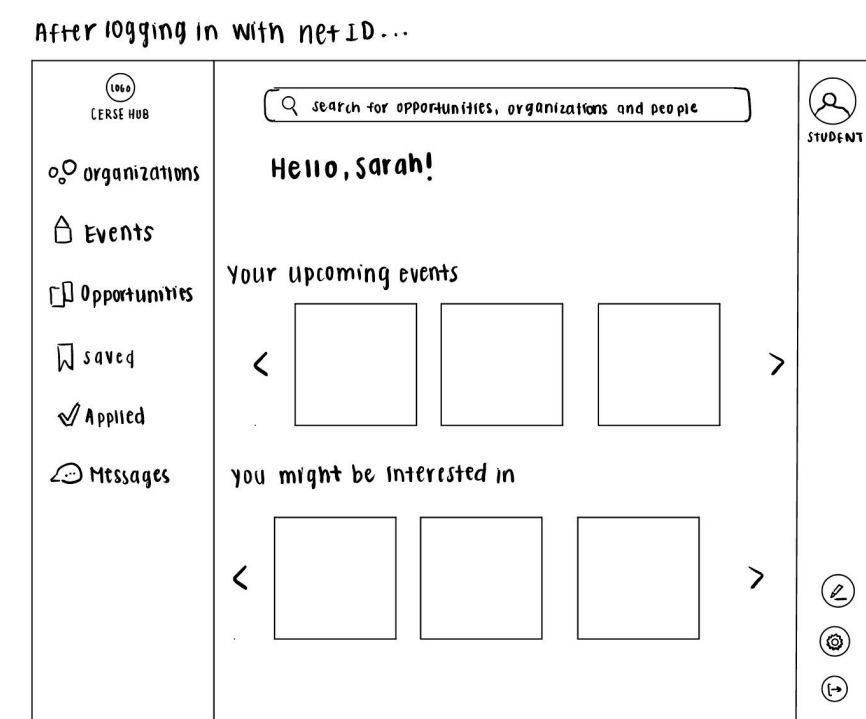 After logging in with netID...
LOGO
CERSE HUB
search for opportunities, organizations and people
STUDENT
Hello, Sarah!
organizations
Events
Opportunities
saved
Applied
Messages
Your upcoming events
< >
you might be interested in
< >